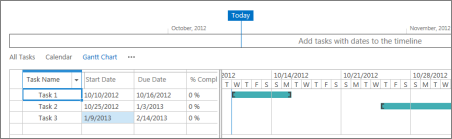 Today
October, 2012
November, 2012
Add tasks with dates to the timeline
All Tasks Calendar Gantt Chart •••
Task Name Start Date Due Date % Compl
2012 10/14/2012 10/21/2012 10/28/2012
T W T F S S M T W T F S S M T W T F S S M T W
Task 1 10/10/2012 10/16/2012 0 %
Task 2 10/25/2012 1/3/2013 0 %
Task 3 1/9/2013 2/14/2013 0 %